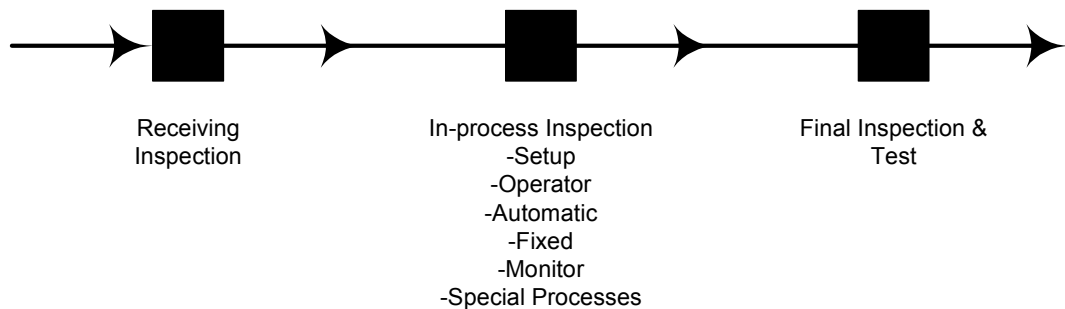 Receiving
Inspection
In-process Inspection
-Setup
-Operator
-Automatic
-Fixed
-Monitor
-Special Processes
Final Inspection &
Test